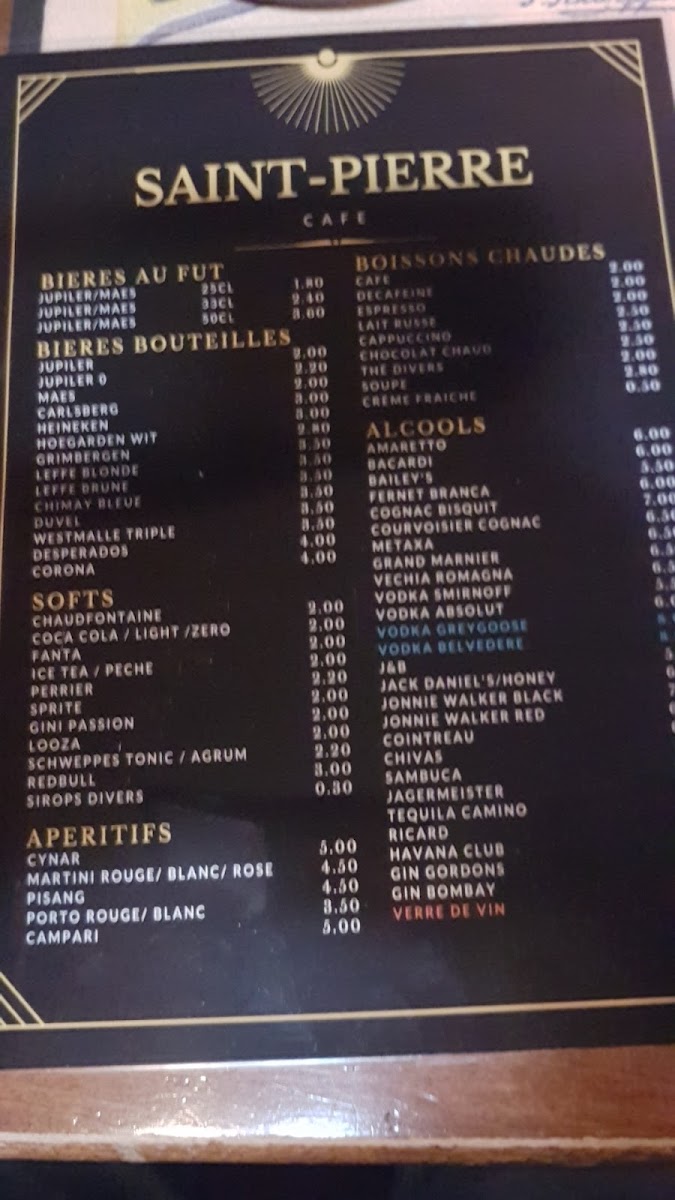 SAINT-PIERRE
CAFE
BIERES AU FUT
JUPILER/MAES 25CL 1.80
JUPILER/MAES 33CL 2.40
JUPILER/MAES 50CL 3.60
BIERES BOUTEILLES
JUPILER 2.00
JUPILER 0 2.20
MAES 2.00
CARLSBERG 3.00
HEINEKEN 3.00
HOEGARDEN WIT 2.80
GRIMBERGEN 3.50
LEFFE BLONDE 3.50
LEFFE BRUNE 3.50
CHIMAY BLEUE 3.50
DUVEL 3.50
WESTMALLE TRIPLE 3.50
DESPERADOS 4.00
CORONA 4.00
SOFTS
CHAUDFONTAINE 2.00
COCA COLA / LIGHT /ZERO 2.00
FANTA 2.00
ICE TEA / PECHE 2.00
PERRIER 2.20
SPRITE 2.00
GINI PASSION 2.00
LOOZA 2.00
SCHWEPPES TONIC / AGRUM 2.20
REDBULL 3.00
SIROPS DIVERS 0.30
APERITIFS
CYNAR 5.00
MARTINI ROUGE/ BLANC/ ROSE 4.50
PISANG 4.50
PORTO ROUGE/ BLANC 3.50
CAMPARI 5.00
BOISSONS CHAUDES
CAFE 2.00
DECAFEINE 2.00
ESPRESSO 2.00
LAIT RUSSE 2.50
CAPPUCCINO 2.50
CHOCOLAT CHAUD 2.50
THE DIVERS 2.00
SOUPE 2.80
CREME FRAICHE 0.50
ALCOOLS
AMARETTO 6.00
BACARDI 6.00
BAILEY'S 5.50
FERNET BRANCA 6.00
COGNAC BISQUIT 7.00
COURVOISIER COGNAC 6.50
METAXA 6.50
GRAND MARNIER
VECHIA ROMAGNA
VODKA SMIRNOFF
VODKA ABSOLUT
VODKA GREYGOOSE
VODKA BELVEDERE
J&B
JACK DANIEL'S/HONEY
JONNIE WALKER BLACK
JONNIE WALKER RED
COINTREAU
CHIVAS
SAMBUCA
JAGERMEISTER
TEQUILA CAMINO
RICARD
HAVANA CLUB
GIN GORDONS
GIN BOMBAY
VERRE DE VIN